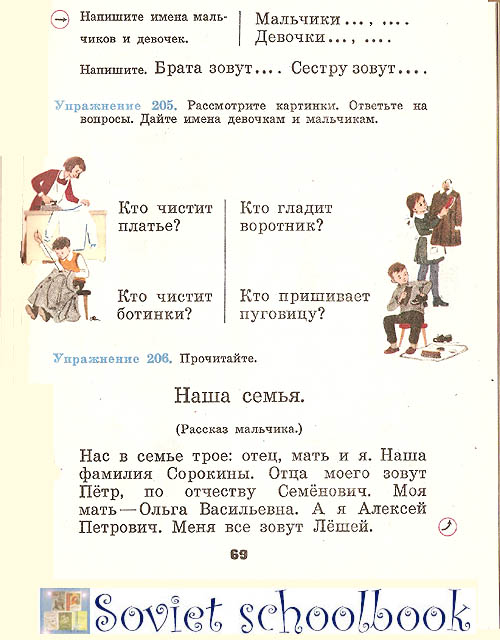 Напишите имена маль-
чиков и девочек.
Мальчики ..., ....
Девочки ..., ....
Напишите. Брата зовут.... Сестру зовут....
Упражнение 205. Рассмотрите картинки. Ответьте на
вопросы. Дайте имена девочкам и мальчикам.
Кто чистит
платье?
Кто гладит
воротник?
Кто чистит
ботинки?
Кто пришивает
пуговицу?
Упражнение 206. Прочитайте.
Наша семья.
(Рассказ мальчика.)
Нас в семье трое: отец, мать и я. Наша
фамилия Сорокины. Отца моего зовут
Пётр, по отчеству Семёнович. Моя
мать — Ольга Васильевна. А я Алексей
Петрович. Меня все зовут Лёшей.
69
Soviet schoolbook